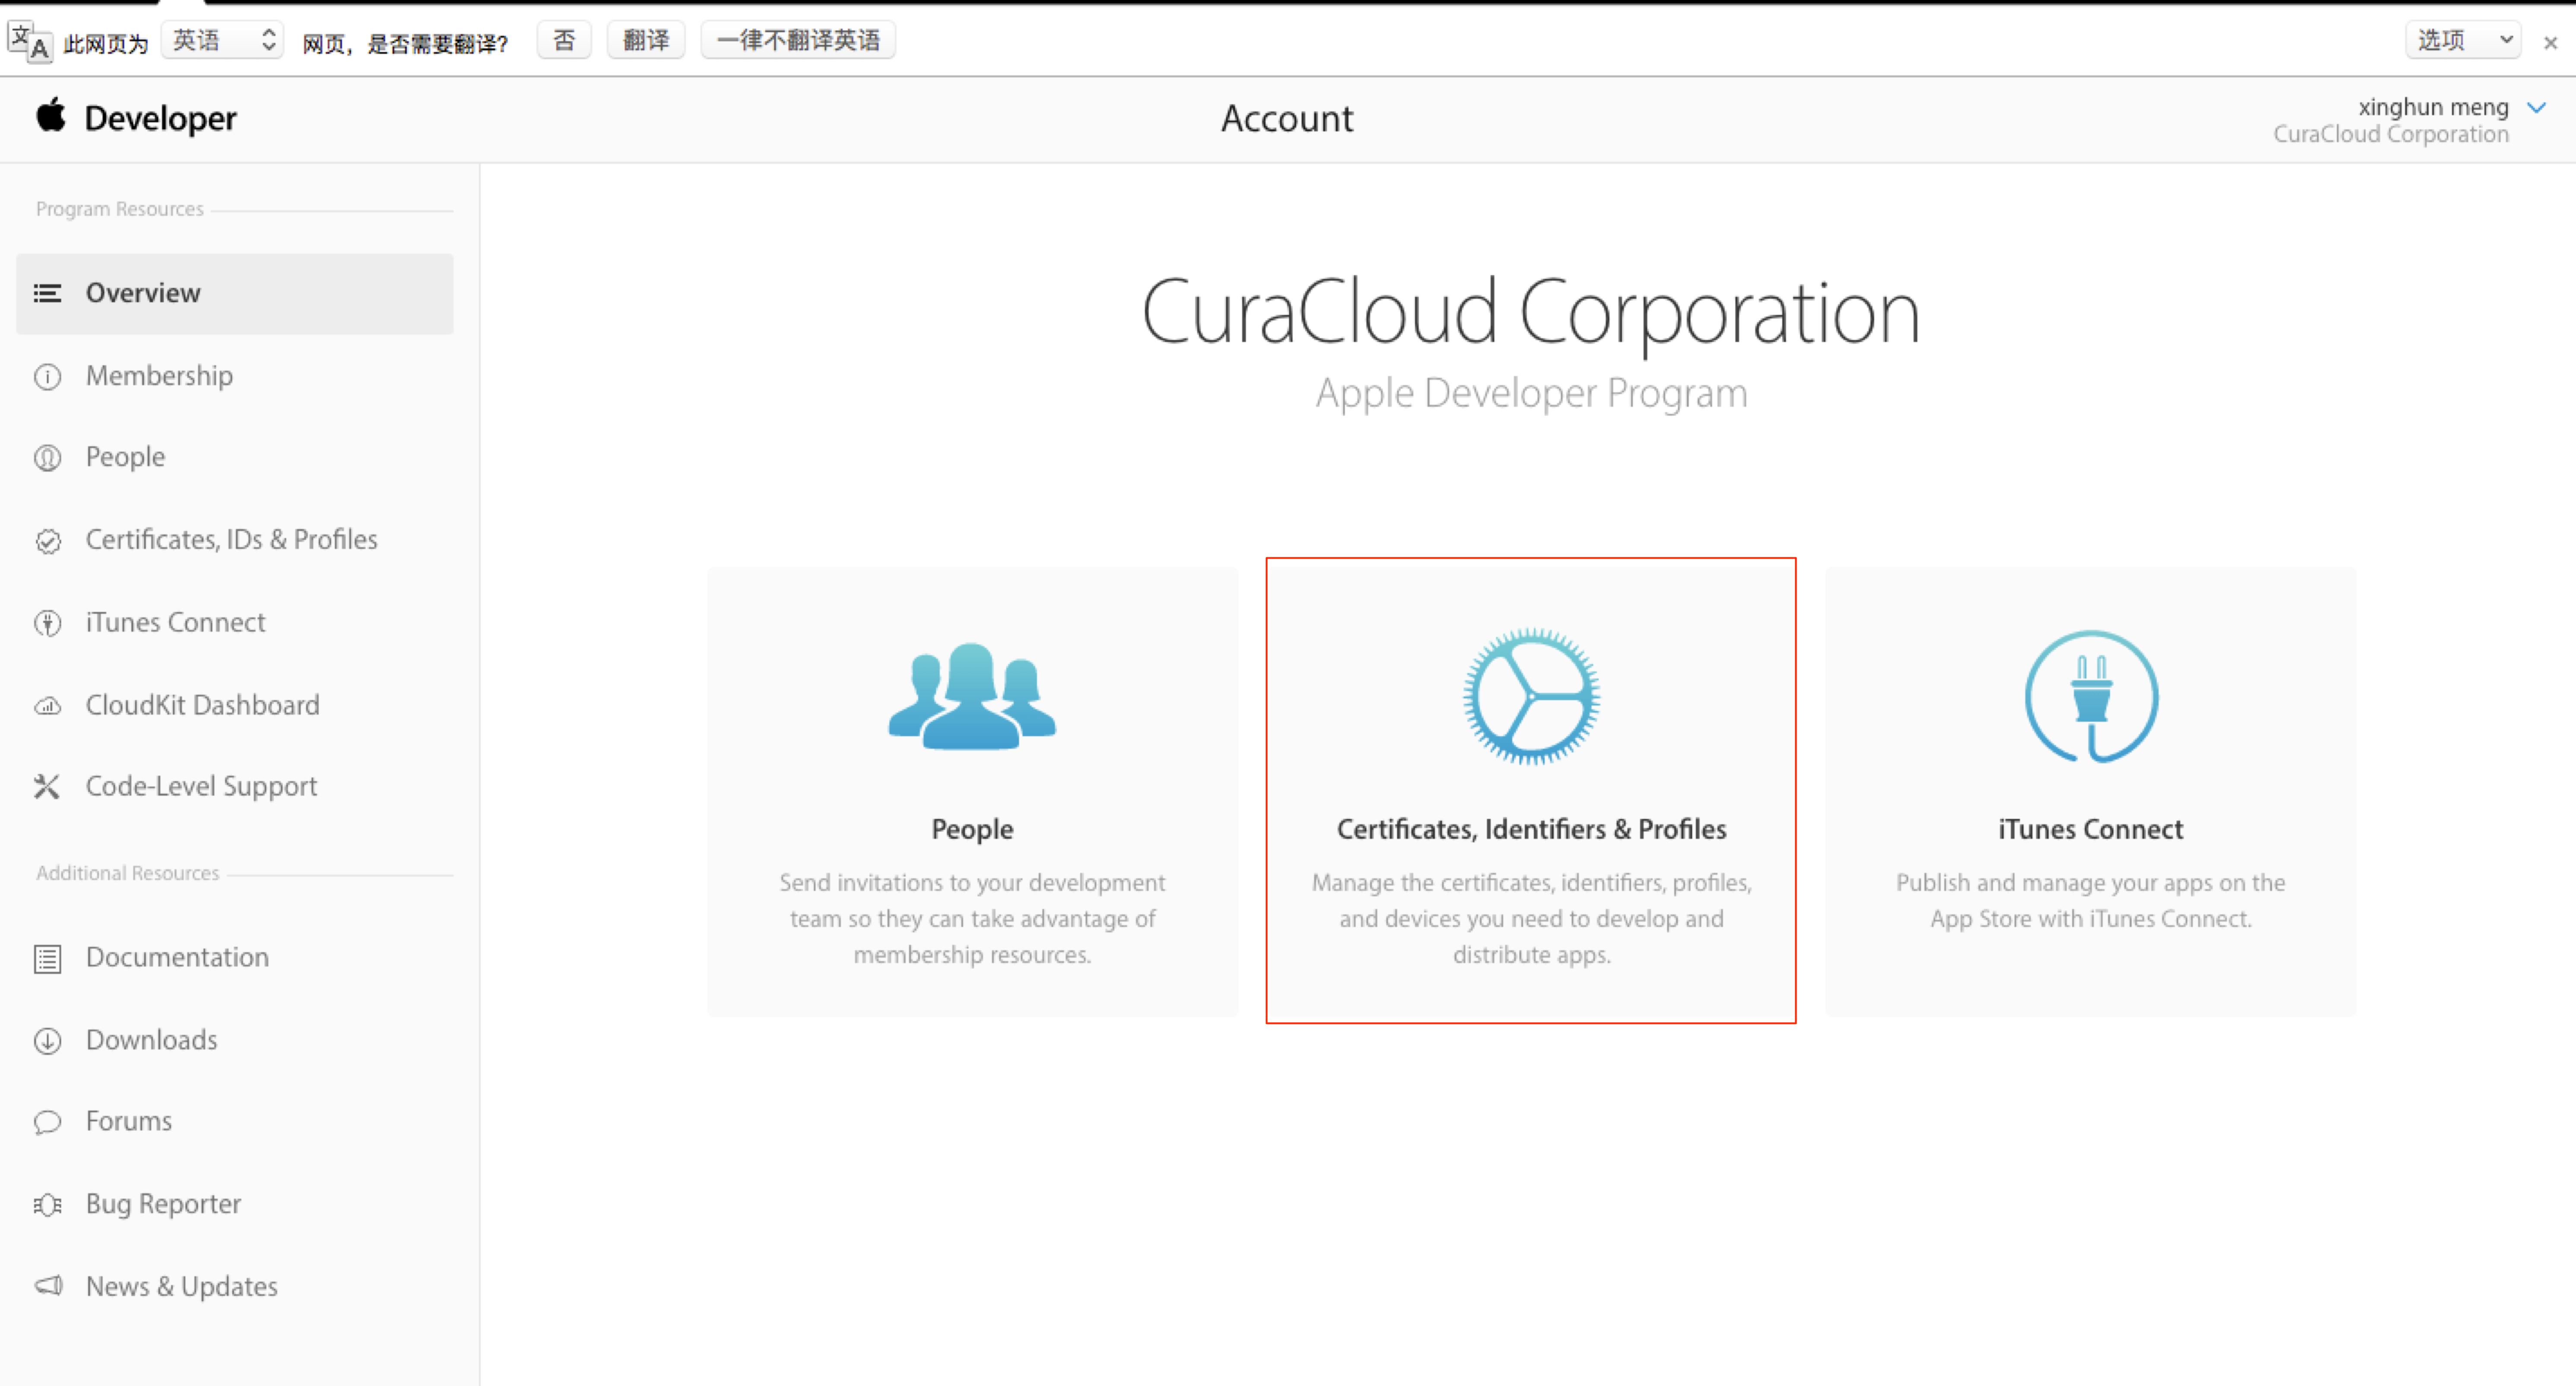 此网页为 英语 网页，是否需要翻译? 否 翻译 一律不翻译英语 选项
Developer
Account
xinghun meng
CuraCloud Corporation
Program Resources
Overview
Membership
People
Certificates, IDs & Profiles
iTunes Connect
CloudKit Dashboard
Code-Level Support
Additional Resources
Documentation
Downloads
Forums
Bug Reporter
News & Updates
CuraCloud Corporation
Apple Developer Program
People
Send invitations to your development
team so they can take advantage of
membership resources.
Certificates, Identifiers & Profiles
Manage the certificates, identifiers, profiles,
and devices you need to develop and
distribute apps.
iTunes Connect
Publish and manage your apps on the
App Store with iTunes Connect.